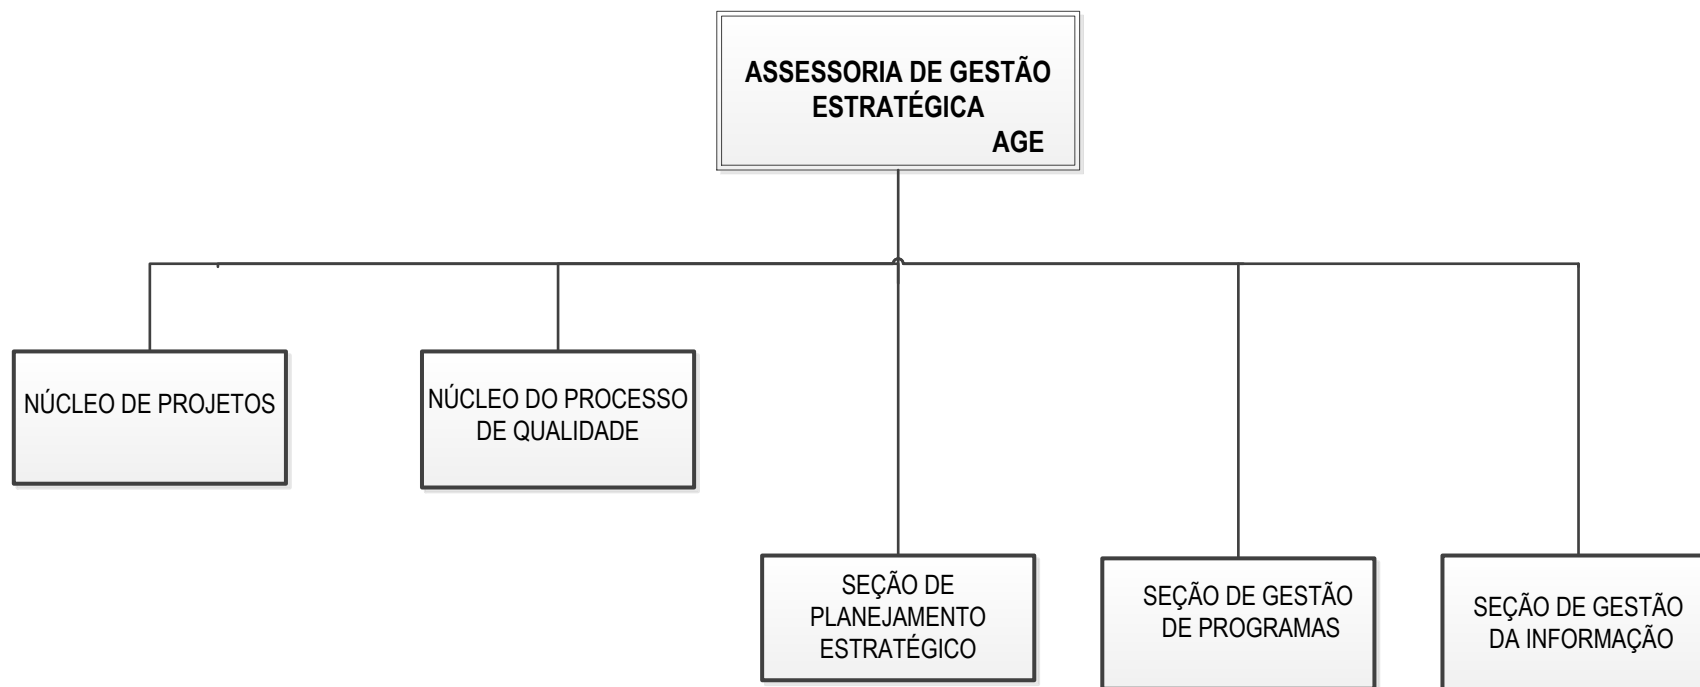 ASSESSORIA DE GESTÃO
ESTRATÉGICA
AGE
NÚCLEO DE PROJETOS
NÚCLEO DO PROCESSO
DE QUALIDADE
SEÇÃO DE
PLANEJAMENTO
ESTRATÉGICO
SEÇÃO DE GESTÃO
DE PROGRAMAS
SEÇÃO DE GESTÃO
DA INFORMAÇÃO